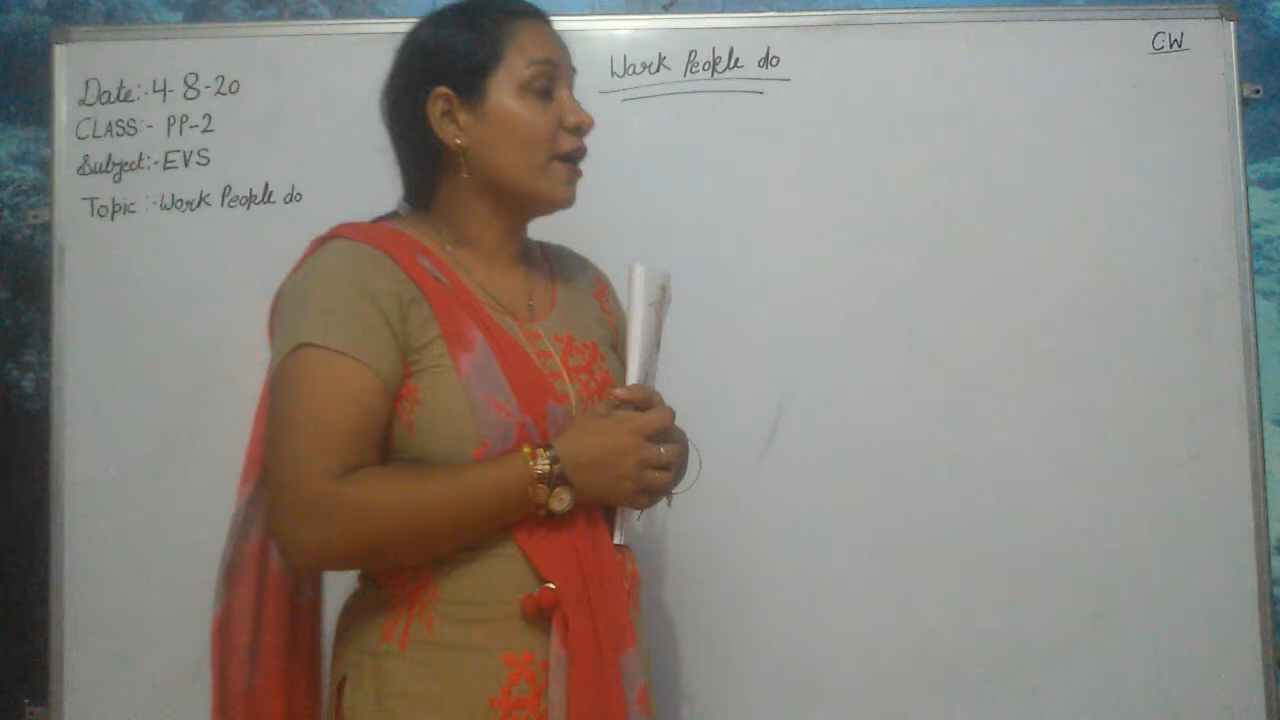 CW
Work People do
Date:-4-8-20
CLASS:- PP-2
Subject:-EVS
Topic :-Work People do